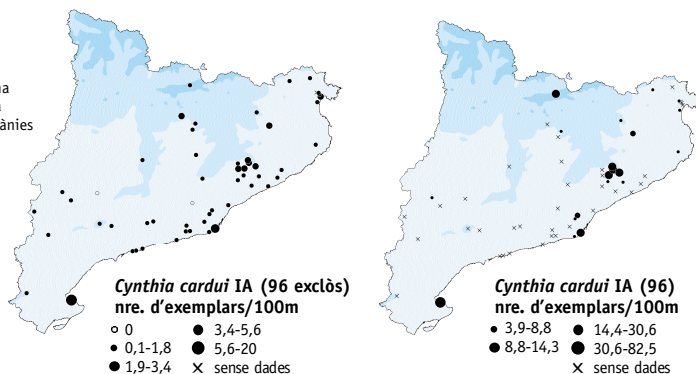 na
a
ànies
Cynthia cardui IA (96 exclòs)
nre. d'exemplars/100m
0
3,4-5,6
0,1-1,8
5,6-20
1,9-3,4
sense dades
Cynthia cardui IA (96)
nre. d'exemplars/100m
3,9-8,8
14,4-30,6
8,8-14,3
30,6-82,5
sense dades